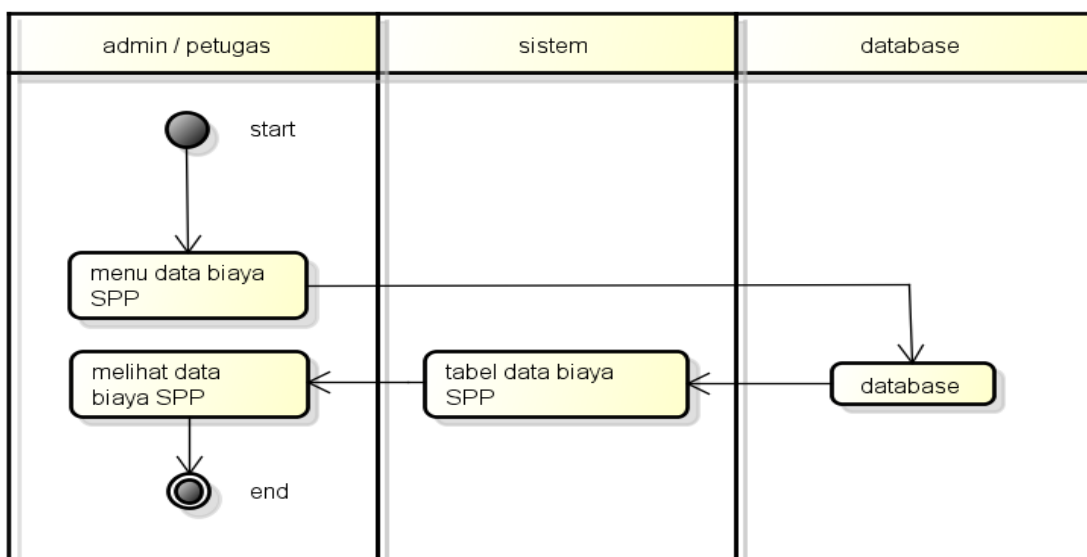 admin / petugas
sistem
database
start
menu data biaya
SPP
melihat data
biaya SPP
tabel data biaya
SPP
database
end